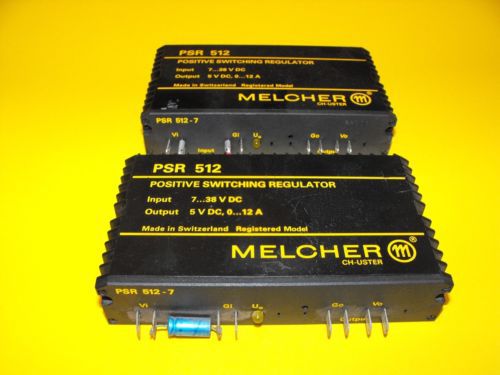 PSR 512
POSITIVE SWITCHING REGULATOR
Input 7...38 V DC
Output 5 V DC, 0...12 A
Made in Switzerland Registered Model
MELCHER m
CH-USTER
PSR 512-7
Vi Gi Go Vo
Input
PSR 512
POSITIVE SWITCHING REGULATOR
Input 7...38 V DC
Output 5 V DC, 0...12 A
Made in Switzerland Registered Model
MELCHER m
CH-USTER
PSR 512-7
Vi Gi Go Vo